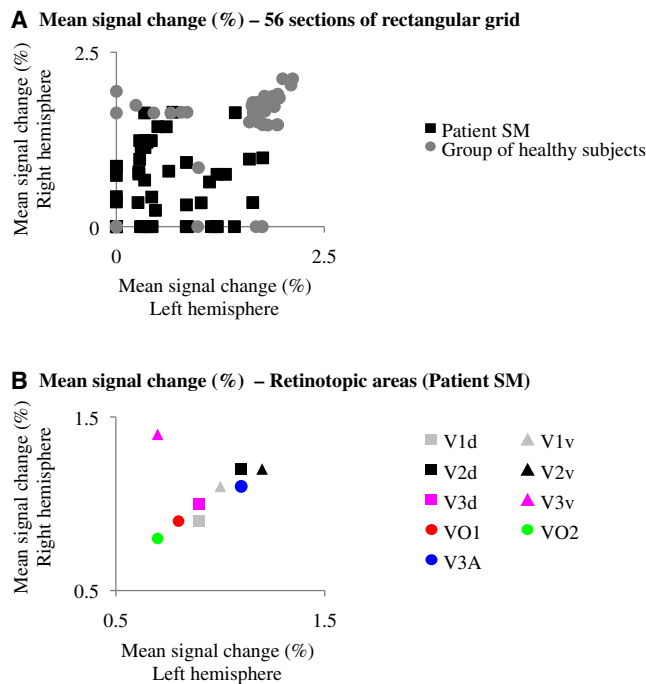 A Mean signal change (%) – 56 sections of rectangular grid
Mean signal change (%)
Right hemisphere
2.5
0
0
2.5
Mean signal change (%)
Left hemisphere
Patient SM
Group of healthy subjects
B Mean signal change (%) – Retinotopic areas (Patient SM)
Mean signal change (%)
Right hemisphere
1.5
0.5
0.5
1.5
Mean signal change (%)
Left hemisphere
V1d V1v
V2d V2v
V3d V3v
VO1 VO2
V3A